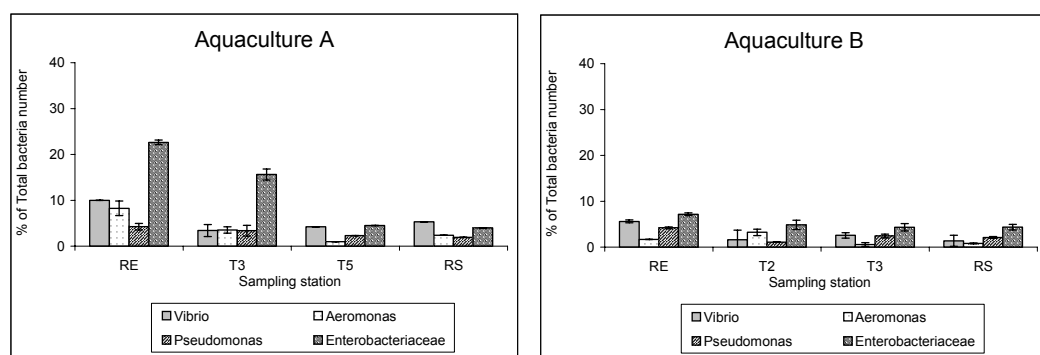 Aquaculture A
40
30
20
10
0
% of Total bacteria number
RE T3 T5 RS
Sampling station
Vibrio Aeromonas
Pseudomonas Enterobacteriaceae
Aquaculture B
40
30
20
10
0
% of Total bacteria number
RE T2 T3 RS
Sampling station
Vibrio Aeromonas
Pseudomonas Enterobacteriaceae